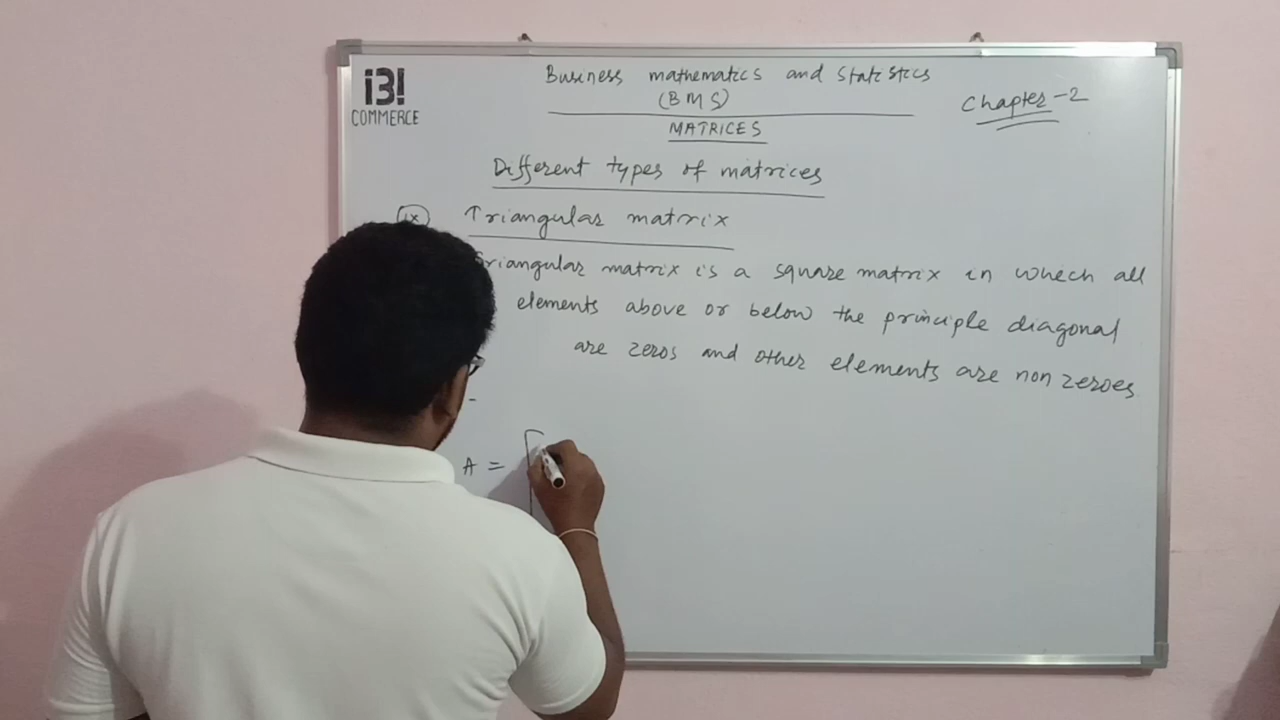 i3!
COMMERCE
Business mathematics and statistics
(BMS)
Chapter-2
MATRICES
Different types of matrices
ix Triangular matrix
Triangular matrix is a square matrix in which all
elements above or below the principle diagonal
are zeros and other elements are non zeroes
A = [